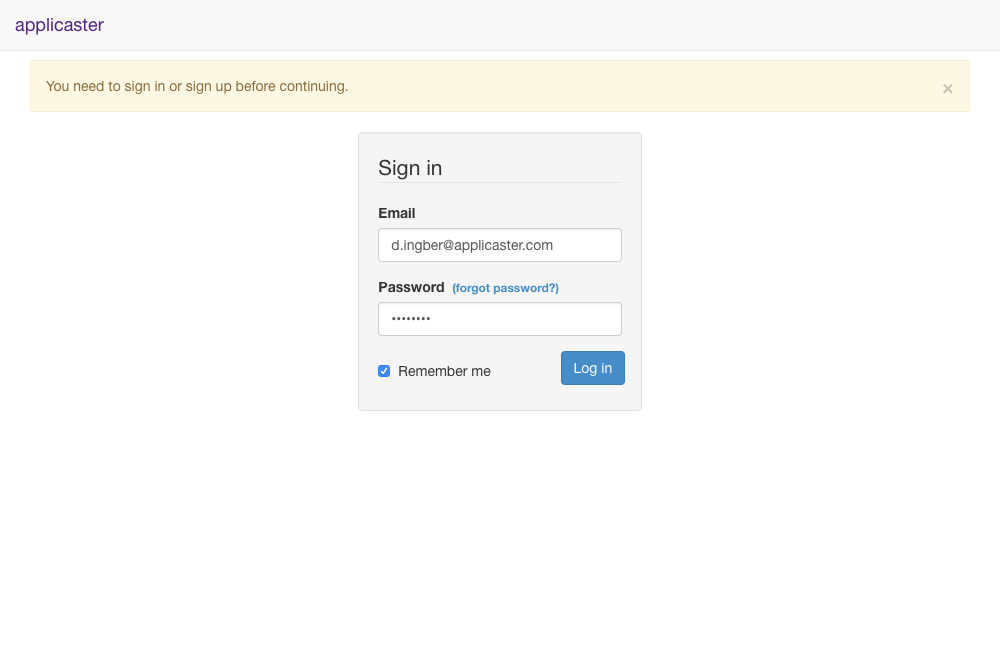 applicaster
You need to sign in or sign up before continuing.
×
Sign in
Email
d.ingber@applicaster.com
Password (forgot password?)
••••••••
Remember me
Log in